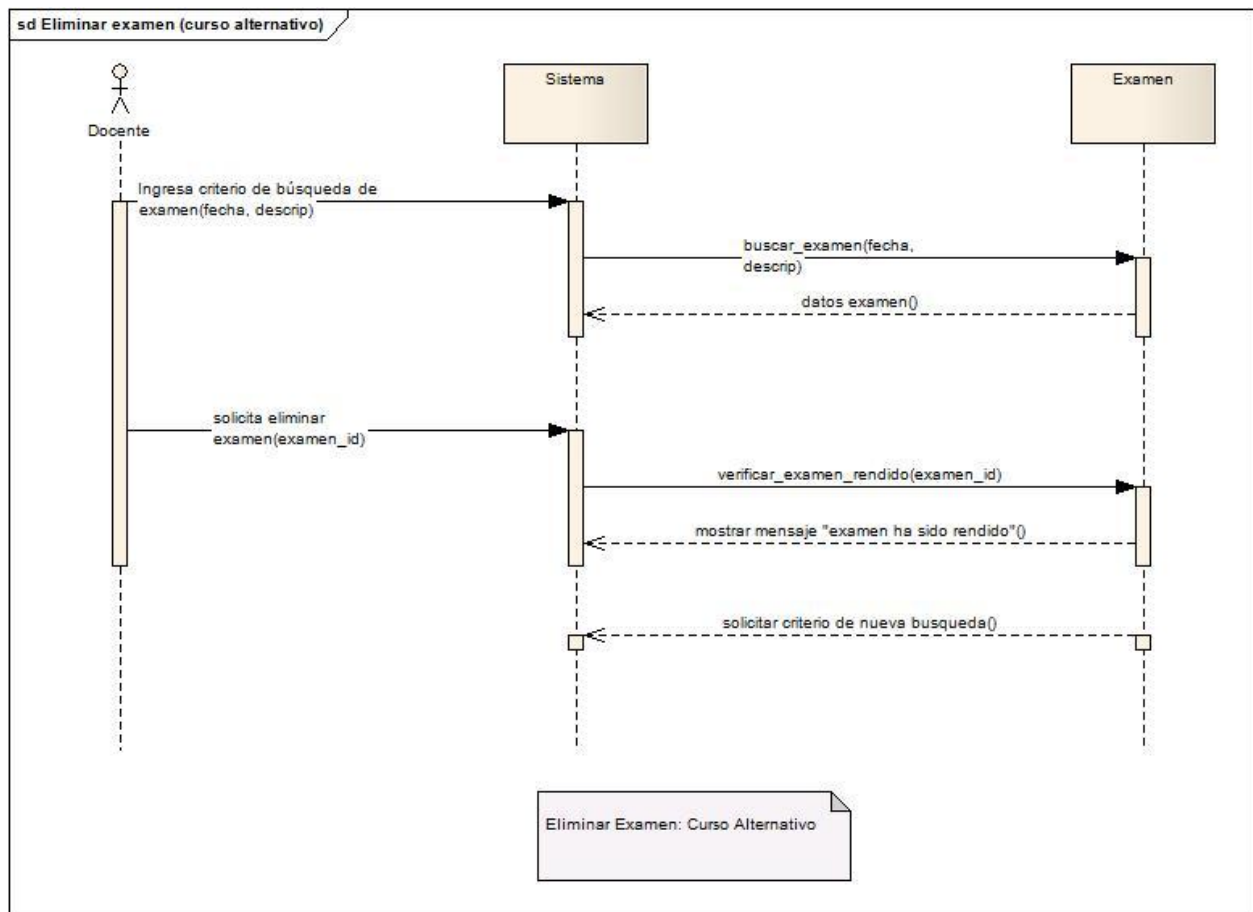 sd Eliminar examen (curso alternativo)
Sistema
Examen
Docente
Ingresa criterio de búsqueda de
examen(fecha, descrip)
buscar_examen(fecha,
descrip)
datos examen()
solicita eliminar
examen(examen_id)
verificar_examen_rendido(examen_id)
mostrar mensaje "examen ha sido rendido"()
solicitar criterio de nueva busqueda()
Eliminar Examen: Curso Alternativo